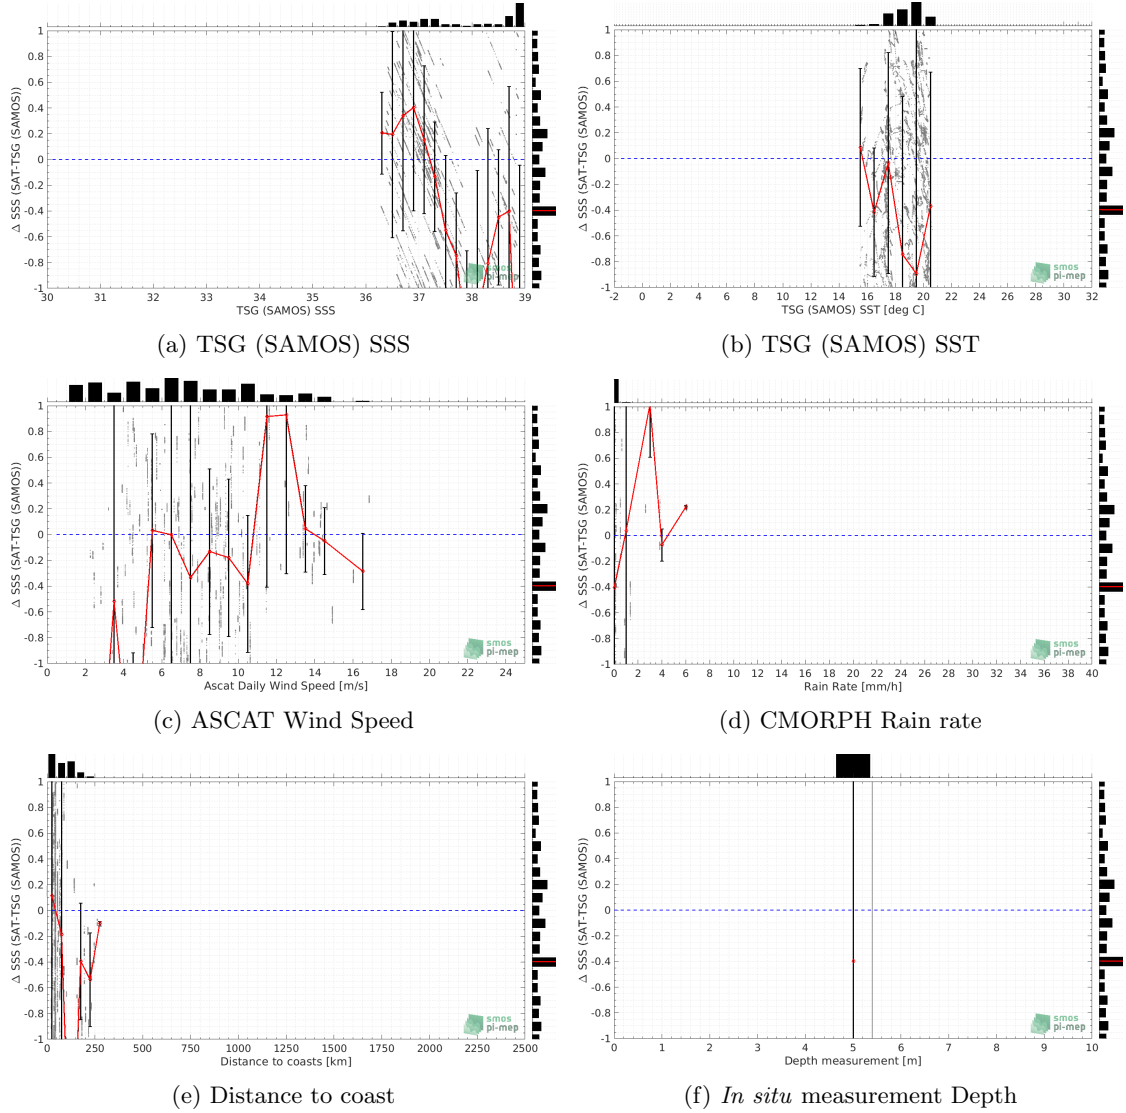 1
0.8
0.6
0.4
0.2
0
-0.2
-0.4
-0.6
-0.8
-1
Δ SSS (SAT-TSG (SAMOS))
30 31 32 33 34 35 36 37 38 39
TSG (SAMOS) SSS
smos
pi-mep
(a) TSG (SAMOS) SSS
1
0.8
0.6
0.4
0.2
0
-0.2
-0.4
-0.6
-0.8
-1
Δ SSS (SAT-TSG (SAMOS))
-2 0 2 4 6 8 10 12 14 16 18 20 22 24 26 28 30 32
TSG (SAMOS) SST [deg C]
smos
pi-mep
(b) TSG (SAMOS) SST
1
0.8
0.6
0.4
0.2
0
-0.2
-0.4
-0.6
-0.8
-1
Δ SSS (SAT-TSG (SAMOS))
0 2 4 6 8 10 12 14 16 18 20 22 24
Ascat Daily Wind Speed [m/s]
smos
pi-mep
(c) ASCAT Wind Speed
1
0.8
0.6
0.4
0.2
0
-0.2
-0.4
-0.6
-0.8
-1
Δ SSS (SAT-TSG (SAMOS))
0 2 4 6 8 10 12 14 16 18 20 22 24 26 28 30 32 34 36 38 40
Rain Rate [mm/h]
smos
pi-mep
(d) CMORPH Rain rate
1
0.8
0.6
0.4
0.2
0
-0.2
-0.4
-0.6
-0.8
-1
Δ SSS (SAT-TSG (SAMOS))
0 250 500 750 1000 1250 1500 1750 2000 2250 2500
Distance to coasts [km]
smos
pi-mep
(e) Distance to coast
1
0.8
0.6
0.4
0.2
0
-0.2
-0.4
-0.6
-0.8
-1
Δ SSS (SAT-TSG (SAMOS))
0 1 2 3 4 5 6 7 8 9 10
Depth measurement [m]
smos
pi-mep
(f) In situ measurement Depth